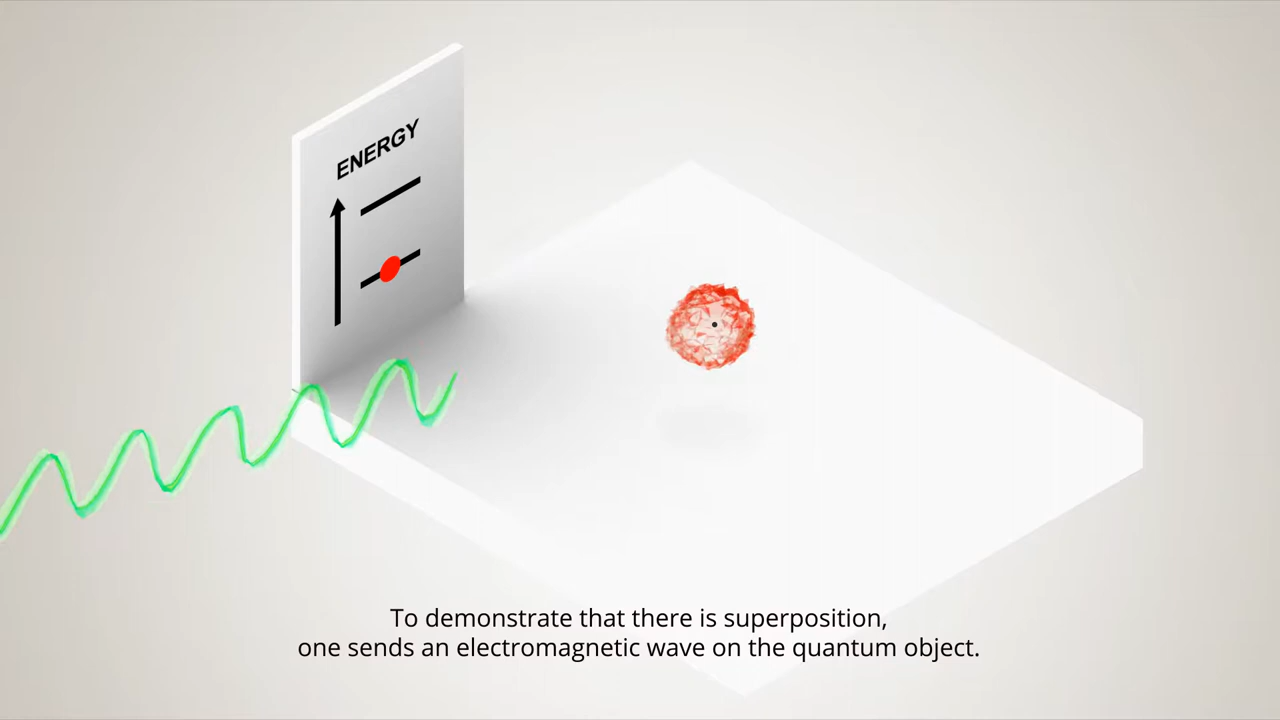 ENERGY
To demonstrate that there is superposition,
one sends an electromagnetic wave on the quantum object.